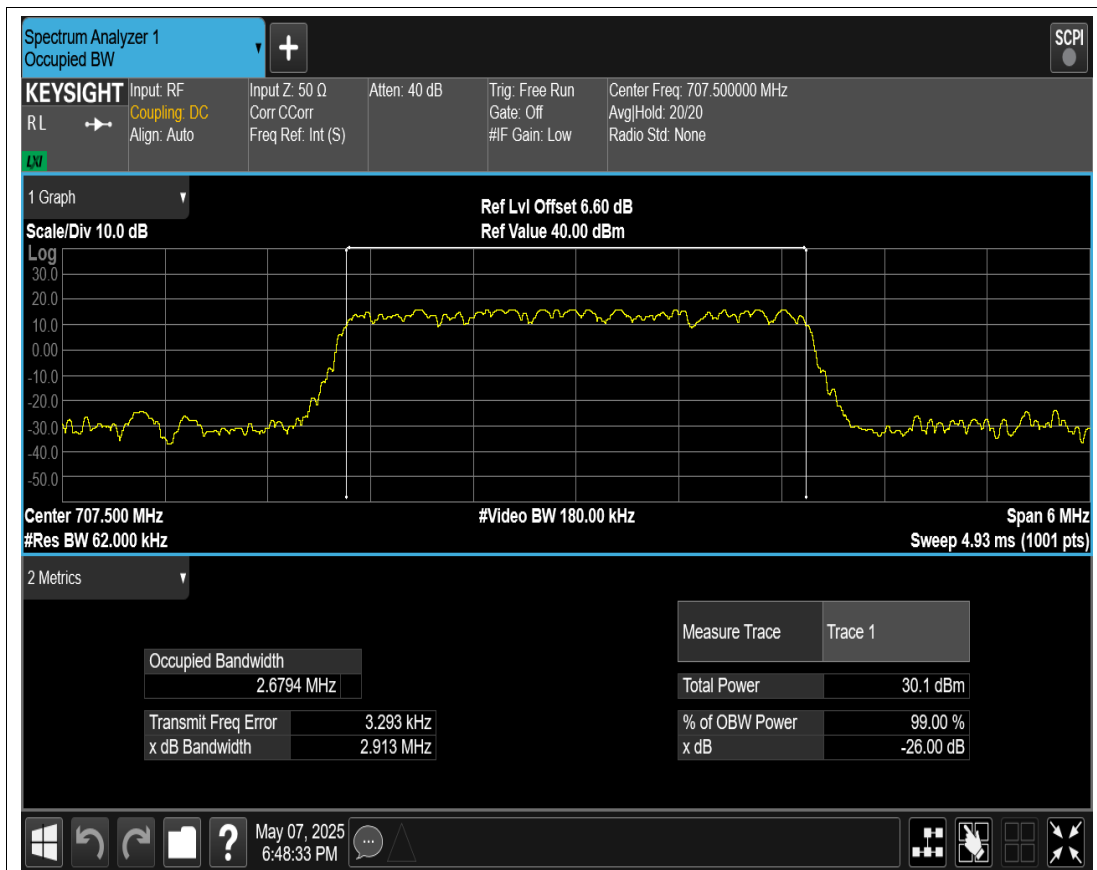 Spectrum Analyzer 1
Occupied BW
SCPI
KEYSIGHT
R L
LXI
Input: RF
Coupling: DC
Align: Auto
Input Z: 50 Ω
Corr CCorr
Freq Ref: Int (S)
Atten: 40 dB
Trig: Free Run
Gate: Off
#IF Gain: Low
Center Freq: 707.500000 MHz
Avg|Hold: 20/20
Radio Std: None
1 Graph
Scale/Div 10.0 dB
Ref Lvl Offset 6.60 dB
Ref Value 40.00 dBm
Log
30.0
20.0
10.0
0.00
-10.0
-20.0
-30.0
-40.0
-50.0
Center 707.500 MHz
#Video BW 180.00 kHz
Span 6 MHz
#Res BW 62.000 kHz
Sweep 4.93 ms (1001 pts)
2 Metrics
Measure Trace Trace 1
Occupied Bandwidth
2.6794 MHz
Total Power 30.1 dBm
Transmit Freq Error 3.293 kHz
% of OBW Power 99.00 %
x dB Bandwidth 2.913 MHz
x dB -26.00 dB
?
May 07, 2025
6:48:33 PM